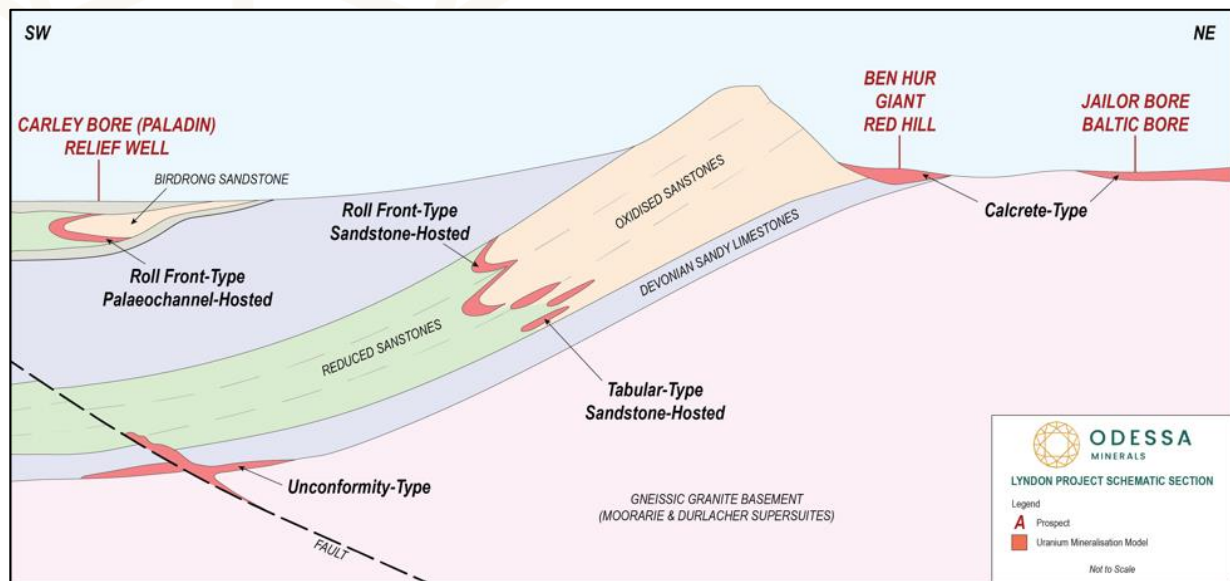 SW
NE
CARLEY BORE (PALADIN)
RELIEF WELL
BIRDRONG SANDSTONE
BEN HUR
GIANT
RED HILL
JAILOR BORE
BALTIC BORE
Roll Front-Type
Sandstone-Hosted
OXIDISED SANSTONES
Calcrete-Type
Roll Front-Type
Palaeochannel-Hosted
DEVONIAN SANDY LIMESTONES
REDUCED SANSTONES
Tabular-Type
Sandstone-Hosted
Unconformity-Type
GNEISSIC GRANITE BASEMENT
(MOORARIE & DURLACHER SUPERSUITES)
FAULT
ODESSA
MINERALS
LYNDON PROJECT SCHEMATIC SECTION
Legend
A Prospect
Uranium Mineralisation Model
Not to Scale